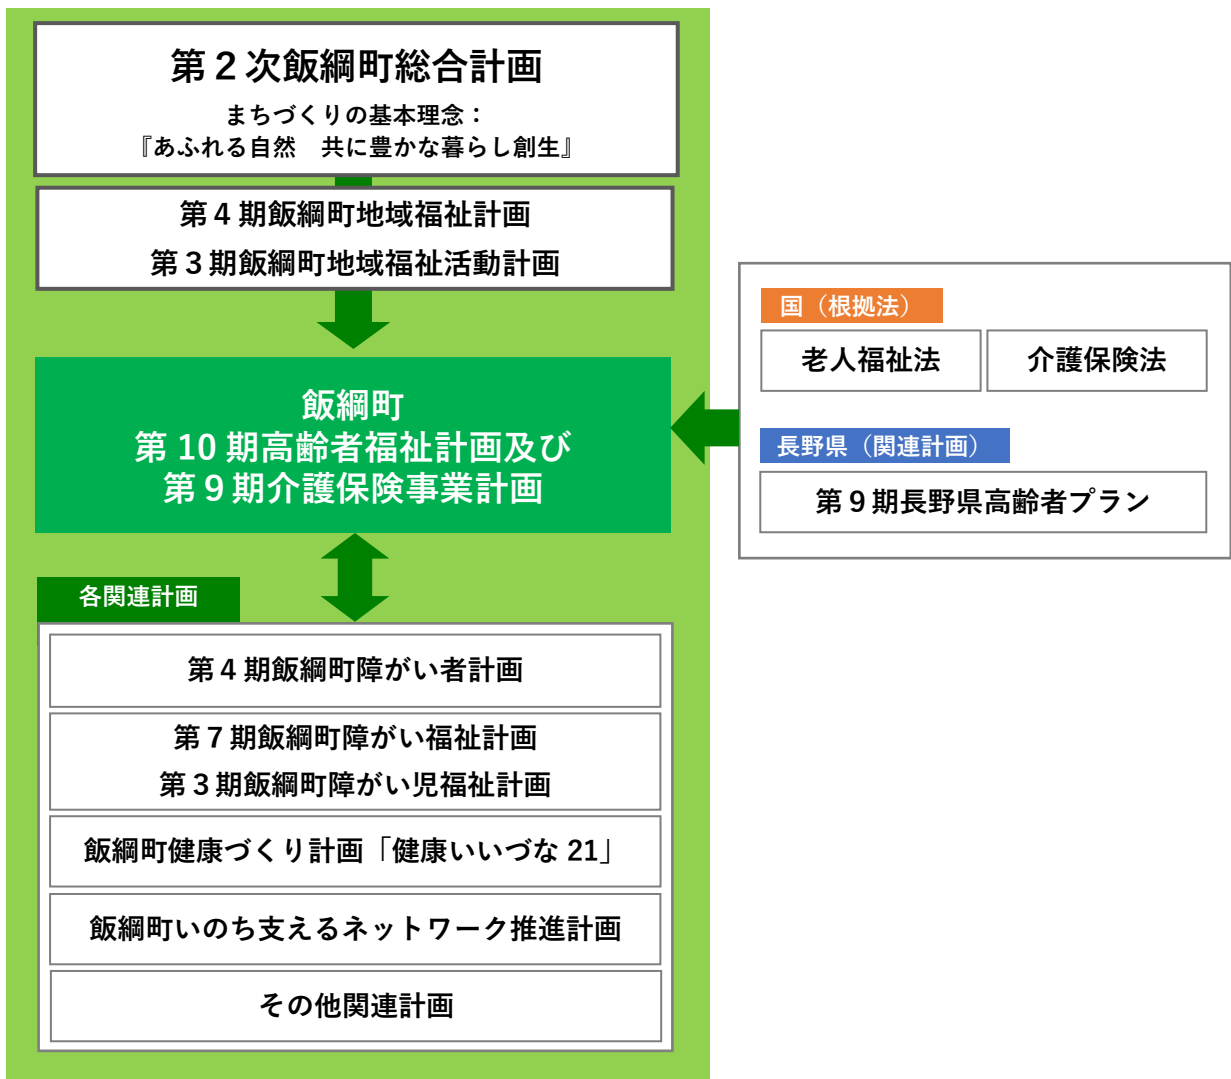 第２次飯綱町総合計画
まちづくりの基本理念：
『あふれる自然　共に豊かな暮らし創生』
第４期飯綱町地域福祉計画
第３期飯綱町地域福祉活動計画
国（根拠法）
老人福祉法
介護保険法
長野県（関連計画）
第９期長野県高齢者プラン
飯綱町
第 10 期高齢者福祉計画及び
第９期介護保険事業計画
各関連計画
第４期飯綱町障がい者計画
第７期飯綱町障がい福祉計画
第３期飯綱町障がい児福祉計画
飯綱町健康づくり計画「健康いいづな 21」
飯綱町いのち支えるネットワーク推進計画
その他関連計画